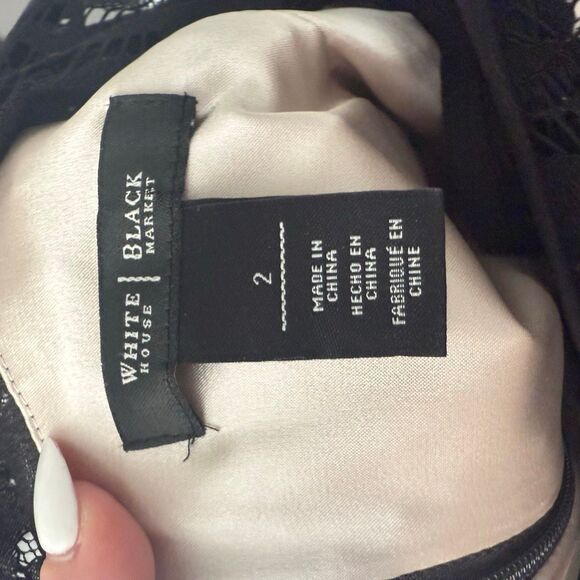 WHITE BLACK
HOUSE MARKET
2
MADE IN
CHINA
HECHO EN
CHINA
FABRIQUÉ EN
CHINE